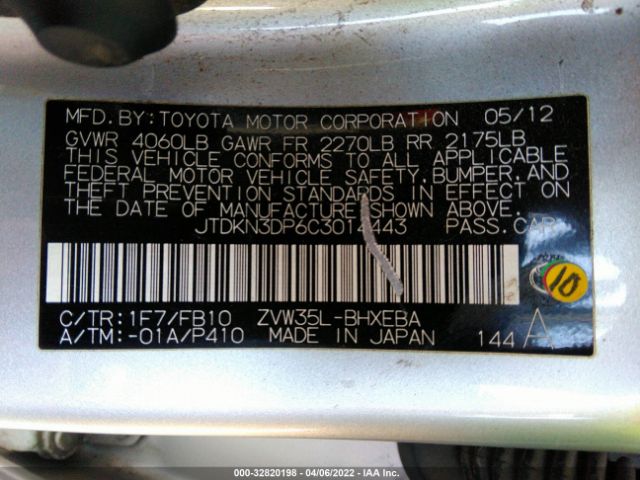 MFD. BY: TOYOTA MOTOR CORPORATION 05/12
GVWR 4060LB GAWR FR 2270LB RR 2175LB
THIS VEHICLE CONFORMS TO ALL APPLICABLE
FEDERAL MOTOR VEHICLE SAFETY, BUMPER, AND
THEFT PREVENTION STANDARDS IN EFFECT ON
THE DATE OF MANUFACTURE SHOWN ABOVE.
JTDKN3DP6C3014443 PASS. CAR
10
C/TR: 1F7/FB10 ZVW35L-BHXEBA
A/TM: -01A/P410 MADE IN JAPAN 144 A
000-32820198 - 04/06/2022 - IAA Inc.